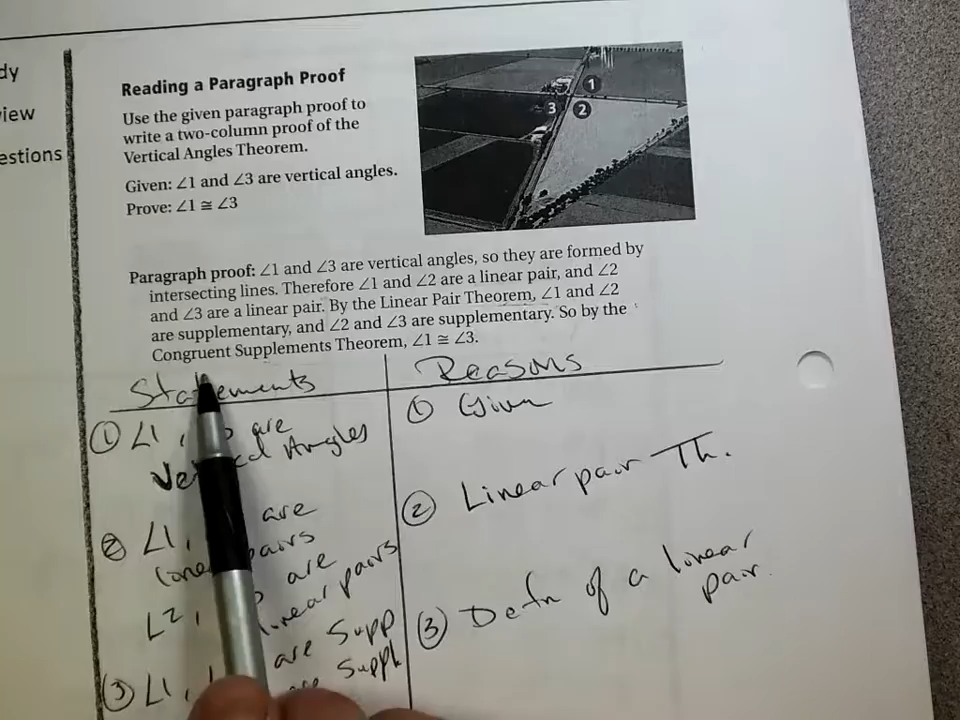 dy
iew
estions
Reading a Paragraph Proof
Use the given paragraph proof to
write a two-column proof of the
Vertical Angles Theorem.
Given: ∠1 and ∠3 are vertical angles.
Prove: ∠1 ≅ ∠3
1
3 2
Paragraph proof: ∠1 and ∠3 are vertical angles, so they are formed by
intersecting lines. Therefore ∠1 and ∠2 are a linear pair, and ∠2
and ∠3 are a linear pair. By the Linear Pair Theorem, ∠1 and ∠2
are supplementary, and ∠2 and ∠3 are supplementary. So by the
Congruent Supplements Theorem, ∠1 ≅ ∠3.
Statements
① ∠1, are
Angles
② ∠1, are
are
∠2, linear pairs
③ ∠1, are Supp
are Suppl
Reasons
① Given
② Linear pair Th.
③ Defn of a linear
pair.